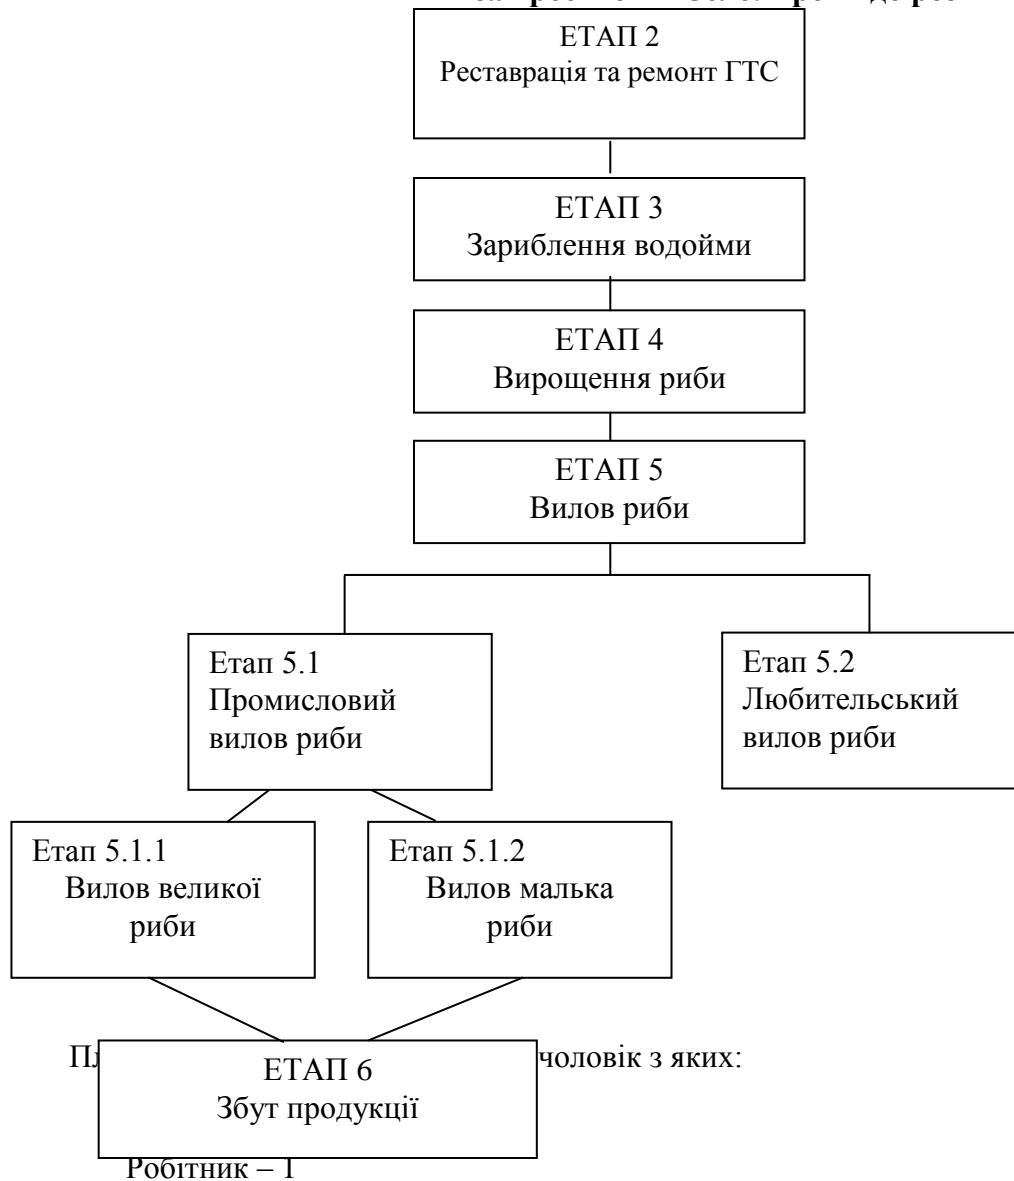 ЕТАП 2
Реставрація та ремонт ГТС
ЕТАП 3
Зариблення водойми
ЕТАП 4
Вирощення риби
ЕТАП 5
Вилов риби
Етап 5.1
Промисловий
вилов риби
Етап 5.2
Любительський
вилов риби
Етап 5.1.1
Вилов великої
риби
Етап 5.1.2
Вилов малька
риби
чоловік з яких:
ЕТАП 6
Збут продукції
Робітник – 1